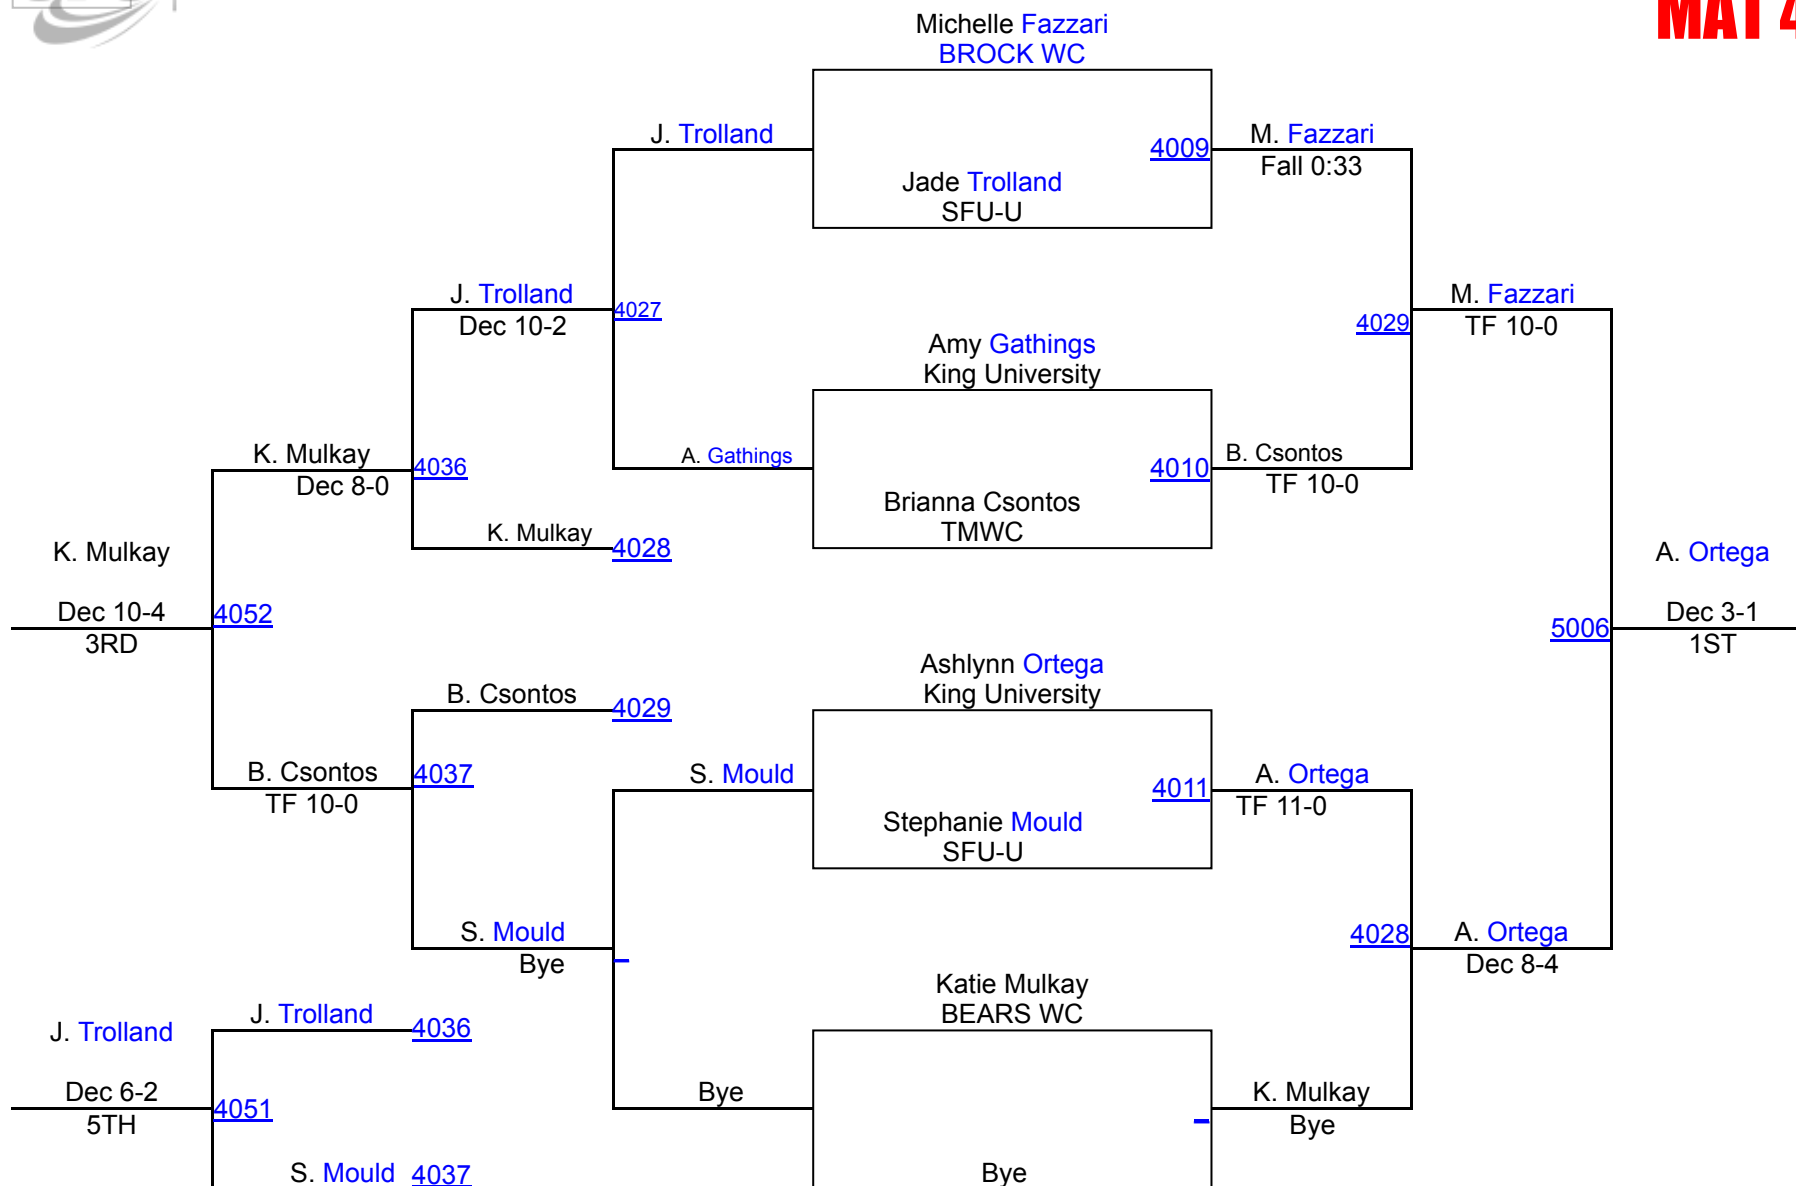 MAT 4
Michelle Fazzari
BROCK WC
J. Trolland
4009
M. Fazzari
Fall 0:33
Jade Trolland
SFU-U
J. Trolland
Dec 10-2
4027
M. Fazzari
TF 10-0
4029
Amy Gathings
King University
K. Mulkay
Dec 8-0
4036
A. Gathings
4010
B. Csontos
TF 10-0
Brianna Csontos
TMWC
K. Mulkay
4028
K. Mulkay
Dec 10-4
3RD
4052
A. Ortega
Dec 3-1
1ST
5006
Ashlynn Ortega
King University
B. Csontos
4029
B. Csontos
TF 10-0
4037
S. Mould
4011
A. Ortega
TF 11-0
Stephanie Mould
SFU-U
S. Mould
Bye
4028
A. Ortega
Dec 8-4
Katie Mulkay
BEARS WC
J. Trolland
4036
J. Trolland
Dec 6-2
5TH
4051
Bye
K. Mulkay
Bye
S. Mould
4037
Bye